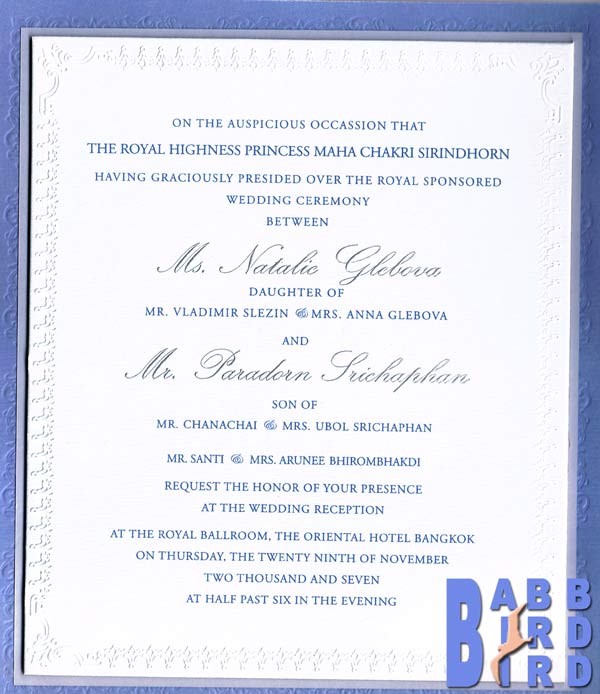 ON THE AUSPICIOUS OCCASSION THAT
THE ROYAL HIGHNESS PRINCESS MAHA CHAKRI SIRINDHORN
HAVING GRACIOUSLY PRESIDED OVER THE ROYAL SPONSORED
WEDDING CEREMONY
BETWEEN
Ms. Natalie Glebova
DAUGHTER OF
MR. VLADIMIR SLEZIN & MRS. ANNA GLEBOVA
AND
Mr. Paradorn Srichaphan
SON OF
MR. CHANACHAI & MRS. UBOL SRICHAPHAN
MR. SANTI & MRS. ARUNEE BHIROMBHAKDI
REQUEST THE HONOR OF YOUR PRESENCE
AT THE WEDDING RECEPTION
AT THE ROYAL BALLROOM, THE ORIENTAL HOTEL BANGKOK
ON THURSDAY, THE TWENTY NINTH OF NOVEMBER
TWO THOUSAND AND SEVEN
AT HALF PAST SIX IN THE EVENING
BABB
BIRD
BIRD